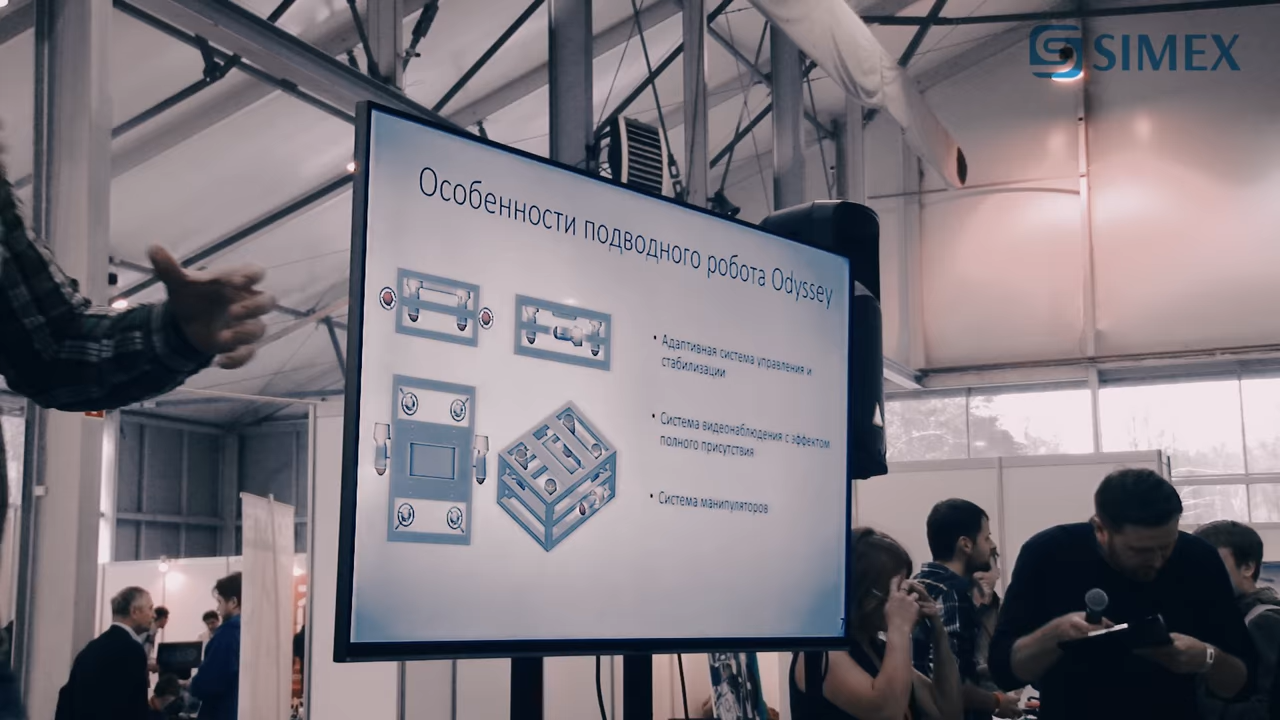 SIMEX
Особенности подводного робота Odyssey
• Адаптивная система управления и
стабилизации
• Система видеонаблюдения с эффектом
полного присутствия
• Система манипуляторов
7